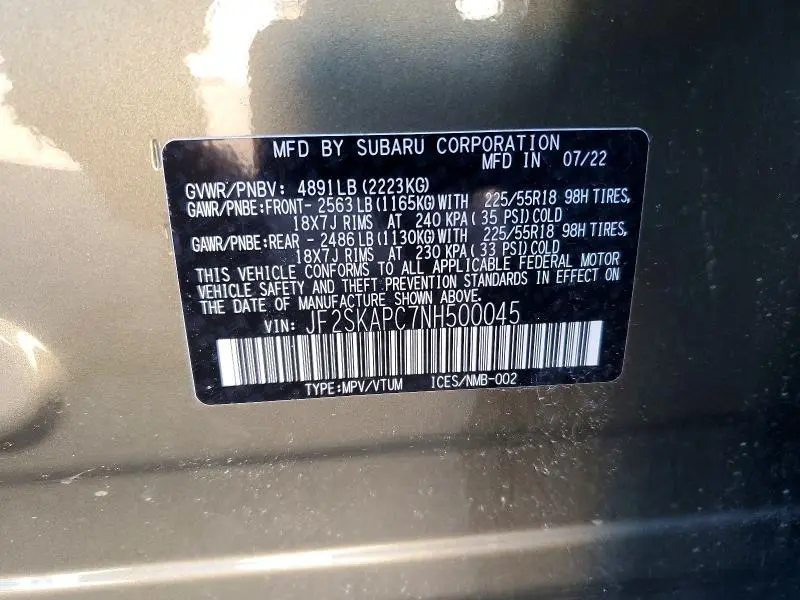 MFD BY SUBARU CORPORATION
MFD IN 07/22
GVWR/PNBV: 4891LB(2223KG)
GAWR/PNBE:FRONT- 2563LB(1165KG)WITH 225/55R18 98H TIRES,
18X7J RIMS AT 240 KPA( 35 PSI)COLD
GAWR/PNBE:REAR - 2486LB(1130KG)WITH 225/55R18 98H TIRES,
18X7J RIMS AT 230 KPA( 33 PSI)COLD
THIS VEHICLE CONFORMS TO ALL APPLICABLE FEDERAL MOTOR
VEHICLE SAFETY AND THEFT PREVENTION STANDARDS IN EFFECT ON
THE DATE OF MANUFACTURE SHOWN ABOVE.
VIN: JF2SKAPC7NH500045
TYPE:MPV/VTUM ICES/NMB-002